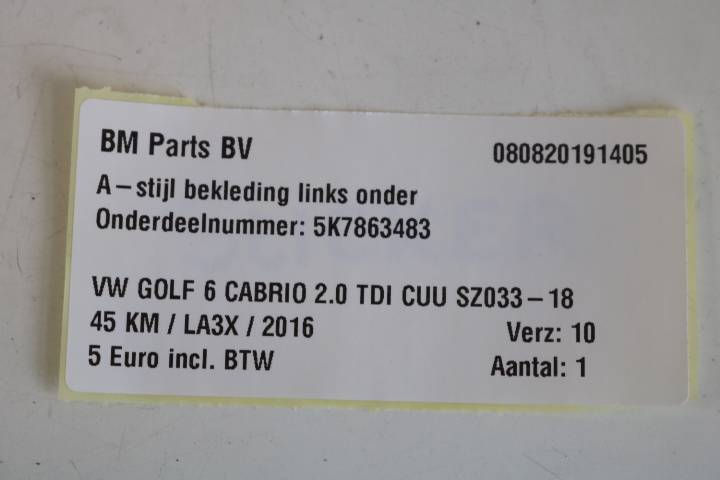 BM Parts BV 080820191405
A-stijl bekleding links onder
Onderdeelnummer: 5K7863483
VW GOLF 6 CABRIO 2.0 TDI CUU SZ033-18
45 KM / LA3X / 2016 Verz: 10
5 Euro incl. BTW Aantal: 1